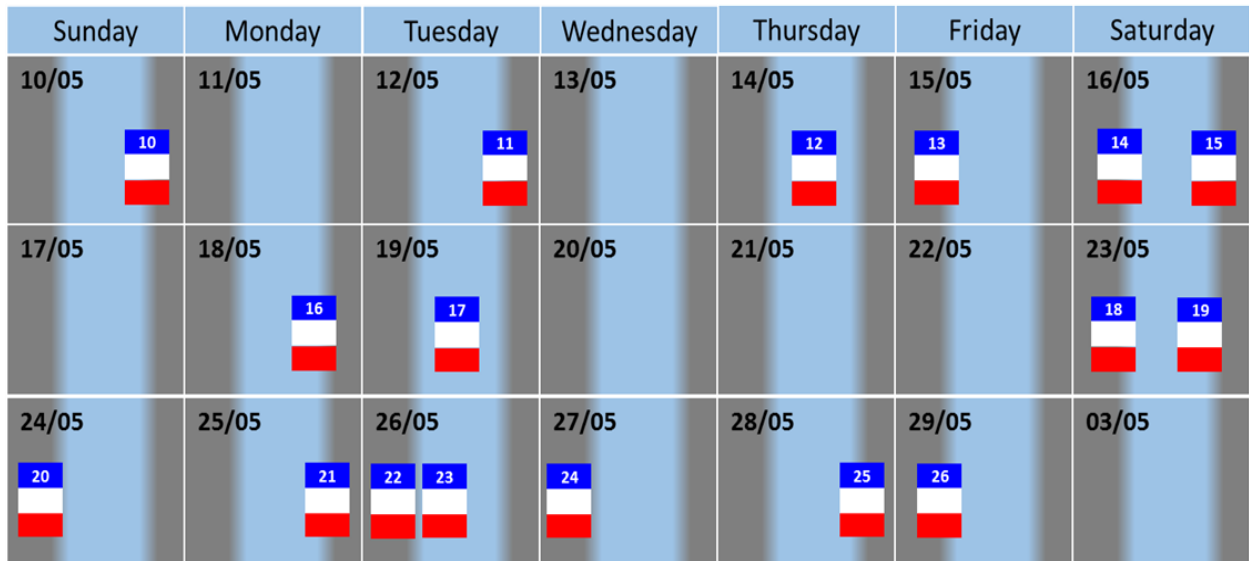 Sunday Monday Tuesday Wednesday Thursday Friday Saturday
10/05 11/05 12/05 13/05 14/05 15/05 16/05
10 11 12 13 14 15
17/05 18/05 19/05 20/05 21/05 22/05 23/05
16 17 18 19
24/05 25/05 26/05 27/05 28/05 29/05 03/05
20 21 22 23 24 25 26